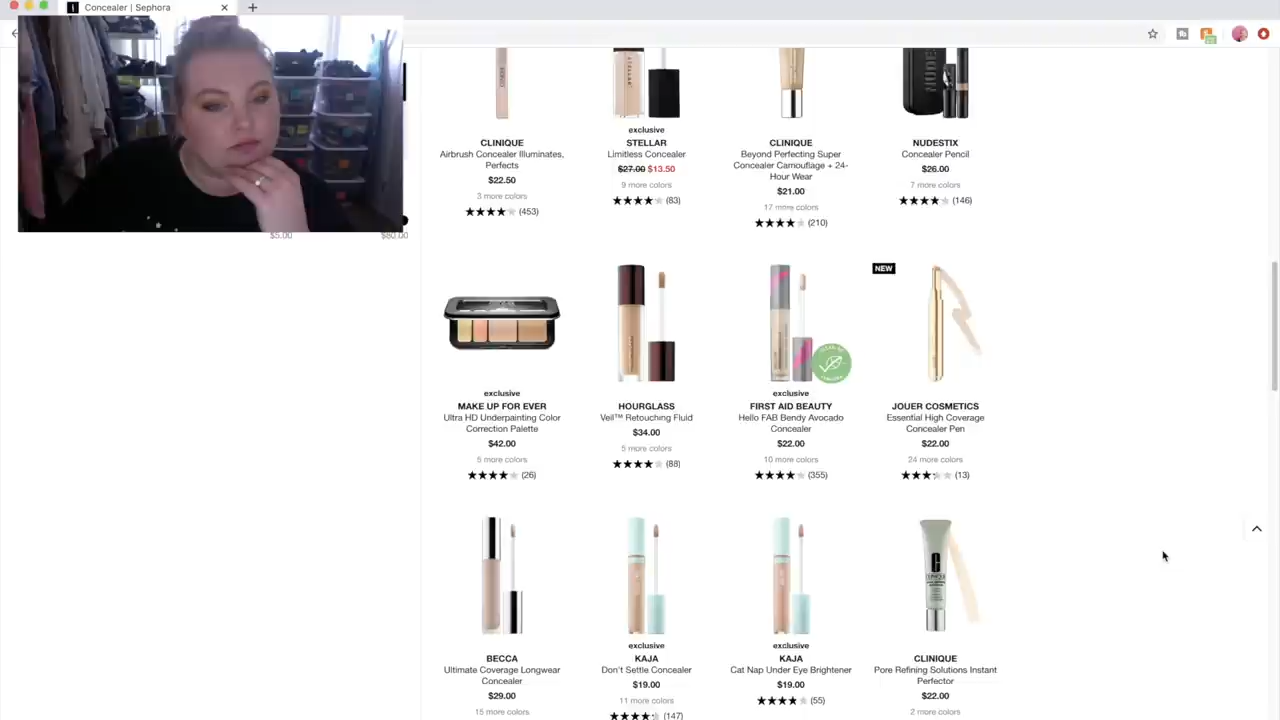 Concealer | Sephora
$5.00
$80.00
CLINIQUE
Airbrush Concealer Illuminates,
Perfects
$22.50
3 more colors
(453)
exclusive
STELLAR
Limitless Concealer
$27.00 $13.50
9 more colors
(83)
CLINIQUE
Beyond Perfecting Super
Concealer Camouflage + 24-
Hour Wear
$21.00
17 more colors
(210)
NUDESTIX
Concealer Pencil
$26.00
7 more colors
(146)
exclusive
MAKE UP FOR EVER
Ultra HD Underpainting Color
Correction Palette
$42.00
5 more colors
(26)
HOURGLASS
Veil™ Retouching Fluid
$34.00
5 more colors
(88)
exclusive
FIRST AID BEAUTY
Hello FAB Bendy Avocado
Concealer
$22.00
10 more colors
(355)
NEW
JOUER COSMETICS
Essential High Coverage
Concealer Pen
$22.00
24 more colors
(13)
BECCA
Ultimate Coverage Longwear
Concealer
$29.00
15 more colors
exclusive
KAJA
Don't Settle Concealer
$19.00
11 more colors
(147)
exclusive
KAJA
Cat Nap Under Eye Brightener
$19.00
(55)
CLINIQUE
Pore Refining Solutions Instant
Perfector
$22.00
2 more colors